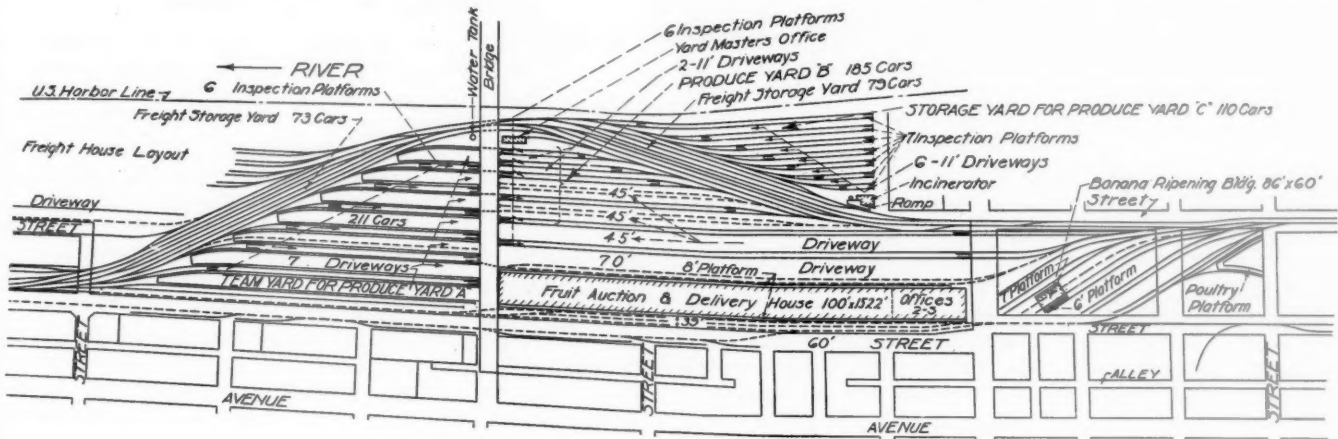 6 Inspection Platforms
Yard Masters Office
2-11' Driveways
PRODUCE YARD "B" 185 Cars
Freight Storage Yard 79 Cars
Water Tank
Bridge
RIVER
6 Inspection Platforms
U.S. Harbor Line
Freight Storage Yard 73 Cars
STORAGE YARD FOR PRODUCE YARD "C" 110 Cars
7 Inspection Platforms
6-11' Driveways
Incinerator
Ramp
Banana Ripening Bldg. 86'x60'
Street
Freight House Layout
Driveway
STREET
211 Cars
45'
45'
45'
Driveway
7 Driveways
70'
8' Platform
Driveway
TEAM YARD FOR PRODUCE YARD A
Fruit Auction & Delivery House 100'x1522'
Offices
2-S
35'
60' STREET
Platform
6' Platform
Poultry
Platform
STREET
STREET
STREET
STREET
ALLEY
AVENUE
AVENUE